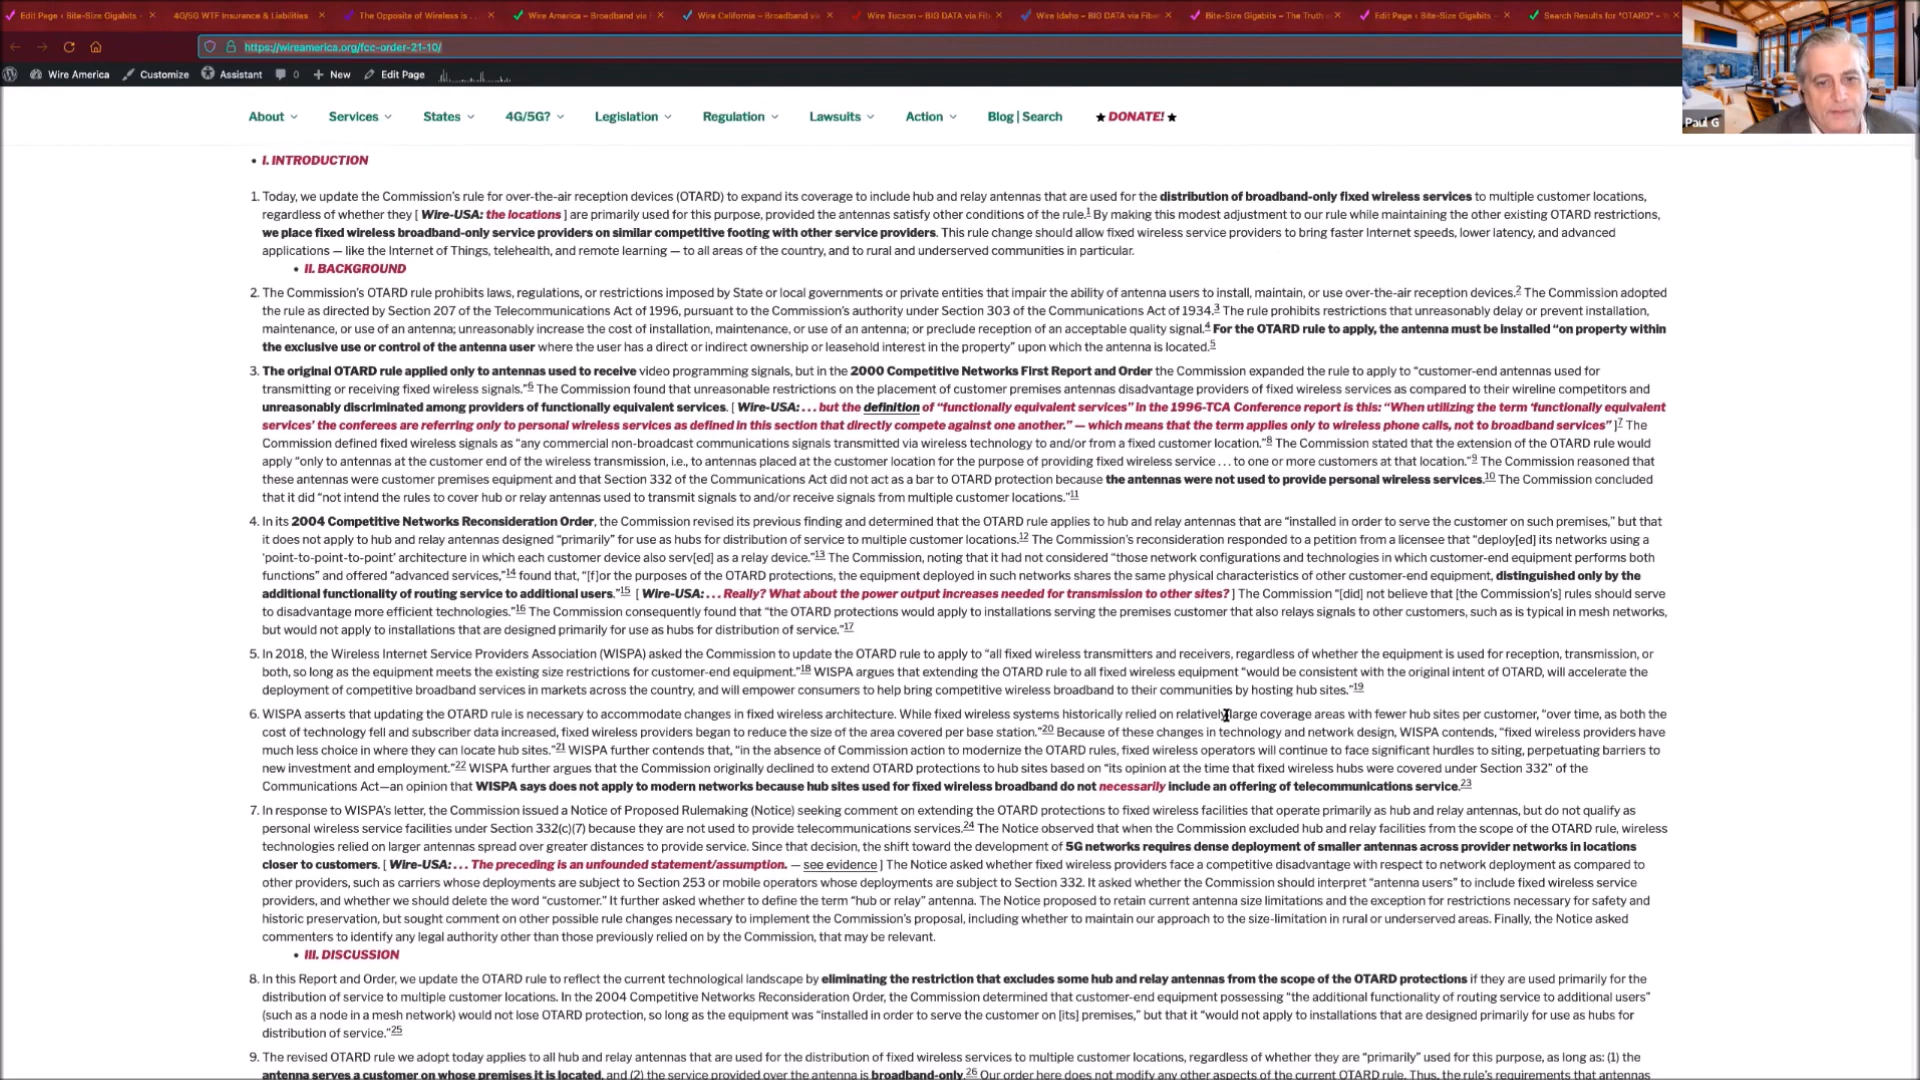 Edit Page ‹ Bite-Size Gigabits -
4G/5G WTF Insurance & Liabilities
The Opposite of Wireless is ...
Wire America – Broadband via F
Wire California – Broadband via
Wire Tucson – BIG DATA via Fib
Wire Idaho – BIG DATA via Fiber
Bite-Size Gigabits – The Truth
Edit Page ‹ Bite-Size Gigabits -
Search Results for "OTARD" –
https://wireamerica.org/fcc-order-21-10/
Wire America Customize Assistant 0 New Edit Page
Paul G
About Services States 4G/5G? Legislation Regulation Lawsuits Action Blog | Search ★ DONATE! ★
• I. INTRODUCTION
1. Today, we update the Commission's rule for over-the-air reception devices (OTARD) to expand its coverage to include hub and relay antennas that are used for the distribution of broadband-only fixed wireless services to multiple customer locations,
regardless of whether they [ Wire-USA: the locations ] are primarily used for this purpose, provided the antennas satisfy other conditions of the rule.1 By making this modest adjustment to our rule while maintaining the other existing OTARD restrictions,
we place fixed wireless broadband-only service providers on similar competitive footing with other service providers. This rule change should allow fixed wireless service providers to bring faster Internet speeds, lower latency, and advanced
applications — like the Internet of Things, telehealth, and remote learning — to all areas of the country, and to rural and underserved communities in particular.
• II. BACKGROUND
2. The Commission's OTARD rule prohibits laws, regulations, or restrictions imposed by State or local governments or private entities that impair the ability of antenna users to install, maintain, or use over-the-air reception devices.2 The Commission adopted
the rule as directed by Section 207 of the Telecommunications Act of 1996, pursuant to the Commission's authority under Section 303 of the Communications Act of 1934.3 The rule prohibits restrictions that unreasonably delay or prevent installation,
maintenance, or use of an antenna; unreasonably increase the cost of installation, maintenance, or use of an antenna; or preclude reception of an acceptable quality signal.4 For the OTARD rule to apply, the antenna must be installed "on property within
the exclusive use or control of the antenna user where the user has a direct or indirect ownership or leasehold interest in the property" upon which the antenna is located.5
3. The original OTARD rule applied only to antennas used to receive video programming signals, but in the 2000 Competitive Networks First Report and Order the Commission expanded the rule to apply to "customer-end antennas used for
transmitting or receiving fixed wireless signals."6 The Commission found that unreasonable restrictions on the placement of customer premises antennas disadvantage providers of fixed wireless services as compared to their wireline competitors and
unreasonably discriminated among providers of functionally equivalent services. [ Wire-USA: . . . but the definition of "functionally equivalent services" in the 1996-TCA Conference report is this: "When utilizing the term 'functionally equivalent
services' the conferees are referring only to personal wireless services as defined in this section that directly compete against one another." — which means that the term applies only to wireless phone calls, not to broadband services" ]7 The
Commission defined fixed wireless signals as "any commercial non-broadcast communications signals transmitted via wireless technology to and/or from a fixed customer location."8 The Commission stated that the extension of the OTARD rule would
apply "only to antennas at the customer end of the wireless transmission, i.e., to antennas placed at the customer location for the purpose of providing fixed wireless service . . . to one or more customers at that location."9 The Commission reasoned that
these antennas were customer premises equipment and that Section 332 of the Communications Act did not act as a bar to OTARD protection because the antennas were not used to provide personal wireless services.10 The Commission concluded
that it did "not intend the rules to cover hub or relay antennas used to transmit signals to and/or receive signals from multiple customer locations."11
4. In its 2004 Competitive Networks Reconsideration Order, the Commission revised its previous finding and determined that the OTARD rule applies to hub and relay antennas that are "installed in order to serve the customer on such premises," but that
it does not apply to hub and relay antennas designed "primarily" for use as hubs for distribution of service to multiple customer locations.12 The Commission's reconsideration responded to a petition from a licensee that "deploy[ed] its networks using a
'point-to-point-to-point' architecture in which each customer device also serv[ed] as a relay device."13 The Commission, noting that it had not considered "those network configurations and technologies in which customer-end equipment performs both
functions" and offered "advanced services,"14 found that, "[f]or the purposes of the OTARD protections, the equipment deployed in such networks shares the same physical characteristics of other customer-end equipment, distinguished only by the
additional functionality of routing service to additional users."15 [ Wire-USA: . . . Really? What about the power output increases needed for transmission to other sites? ] The Commission "[did] not believe that [the Commission's] rules should serve
to disadvantage more efficient technologies."16 The Commission consequently found that "the OTARD protections would apply to installations serving the premises customer that also relays signals to other customers, such as is typical in mesh networks,
but would not apply to installations that are designed primarily for use as hubs for distribution of service."17
5. In 2018, the Wireless Internet Service Providers Association (WISPA) asked the Commission to update the OTARD rule to apply to "all fixed wireless transmitters and receivers, regardless of whether the equipment is used for reception, transmission, or
both, so long as the equipment meets the existing size restrictions for customer-end equipment."18 WISPA argues that extending the OTARD rule to all fixed wireless equipment "would be consistent with the original intent of OTARD, will accelerate the
deployment of competitive broadband services in markets across the country, and will empower consumers to help bring competitive wireless broadband to their communities by hosting hub sites."19
6. WISPA asserts that updating the OTARD rule is necessary to accommodate changes in fixed wireless architecture. While fixed wireless systems historically relied on relatively large coverage areas with fewer hub sites per customer, "over time, as both the
cost of technology fell and subscriber data increased, fixed wireless providers began to reduce the size of the area covered per base station."20 Because of these changes in technology and network design, WISPA contends, "fixed wireless providers have
much less choice in where they can locate hub sites."21 WISPA further contends that, "in the absence of Commission action to modernize the OTARD rules, fixed wireless operators will continue to face significant hurdles to siting, perpetuating barriers to
new investment and employment."22 WISPA further argues that the Commission originally declined to extend OTARD protections to hub sites based on "its opinion at the time that fixed wireless hubs were covered under Section 332" of the
Communications Act—an opinion that WISPA says does not apply to modern networks because hub sites used for fixed wireless broadband do not necessarily include an offering of telecommunications service.23
7. In response to WISPA's letter, the Commission issued a Notice of Proposed Rulemaking (Notice) seeking comment on extending the OTARD protections to fixed wireless facilities that operate primarily as hub and relay antennas, but do not qualify as
personal wireless service facilities under Section 332(c)(7) because they are not used to provide telecommunications services.24 The Notice observed that when the Commission excluded hub and relay facilities from the scope of the OTARD rule, wireless
technologies relied on larger antennas spread over greater distances to provide service. Since that decision, the shift toward the development of 5G networks requires dense deployment of smaller antennas across provider networks in locations
closer to customers. [ Wire-USA: . . . The preceding is an unfounded statement/assumption. — see evidence ] The Notice asked whether fixed wireless providers face a competitive disadvantage with respect to network deployment as compared to
other providers, such as carriers whose deployments are subject to Section 253 or mobile operators whose deployments are subject to Section 332. It asked whether the Commission should interpret "antenna users" to include fixed wireless service
providers, and whether we should delete the word "customer." It further asked whether to define the term "hub or relay" antenna. The Notice proposed to retain current antenna size limitations and the exception for restrictions necessary for safety and
historic preservation, but sought comment on other possible rule changes necessary to implement the Commission's proposal, including whether to maintain our approach to the size-limitation in rural or underserved areas. Finally, the Notice asked
commenters to identify any legal authority other than those previously relied on by the Commission, that may be relevant.
• III. DISCUSSION
8. In this Report and Order, we update the OTARD rule to reflect the current technological landscape by eliminating the restriction that excludes some hub and relay antennas from the scope of the OTARD protections if they are used primarily for the
distribution of service to multiple customer locations. In the 2004 Competitive Networks Reconsideration Order, the Commission determined that customer-end equipment possessing "the additional functionality of routing service to additional users"
(such as a node in a mesh network) would not lose OTARD protection, so long as the equipment was "installed in order to serve the customer on [its] premises," but that it "would not apply to installations that are designed primarily for use as hubs for
distribution of service."25
9. The revised OTARD rule we adopt today applies to all hub and relay antennas that are used for the distribution of fixed wireless services to multiple customer locations, regardless of whether they are "primarily" used for this purpose, as long as: (1) the
antenna serves a customer on whose premises it is located, and (2) the service provided over the antenna is broadband-only.26 Our order here does not modify any other aspects of the current OTARD rule. Thus, the rule's requirements that antennas